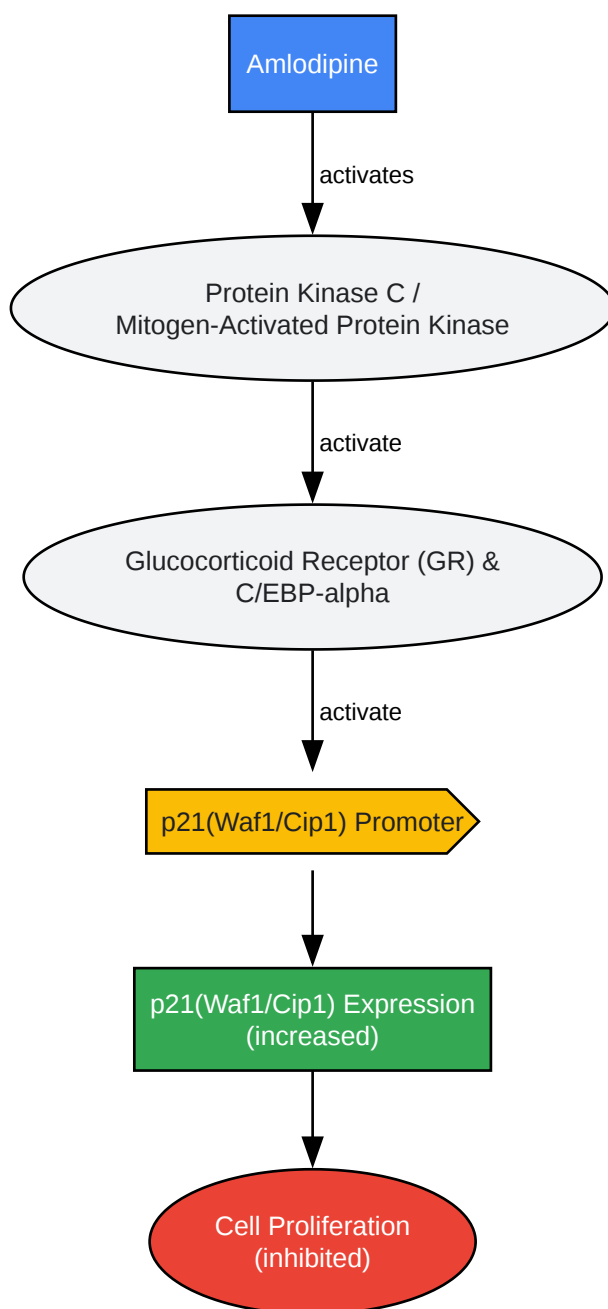 Amlodipine
activates
Protein Kinase C /
Mitogen-Activated Protein Kinase
activate
Glucocorticoid Receptor (GR) &
C/EBP-alpha
activate
p21(Waf1/Cip1) Promoter
p21(Waf1/Cip1) Expression
(increased)
Cell Proliferation
(inhibited)